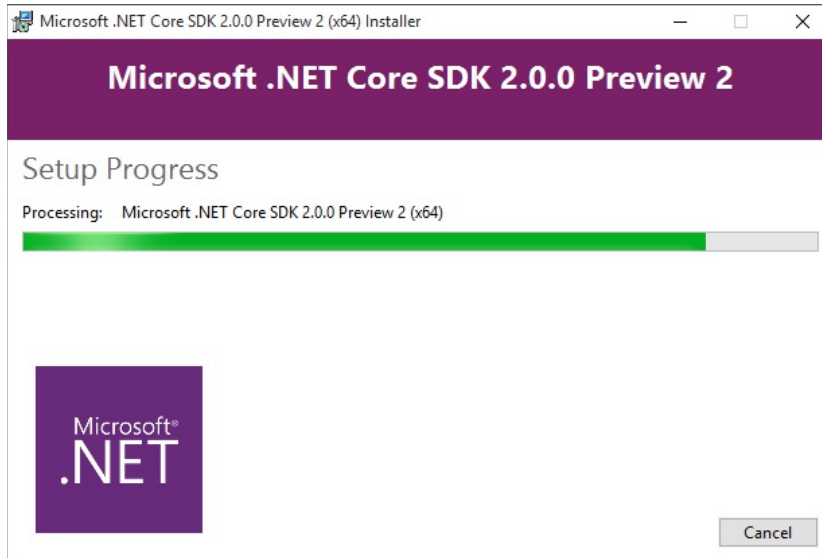 Microsoft .NET Core SDK 2.0.0 Preview 2 (x64) Installer
Microsoft .NET Core SDK 2.0.0 Preview 2
Setup Progress
Processing: Microsoft .NET Core SDK 2.0.0 Preview 2 (x64)
Microsoft®
.NET
Cancel